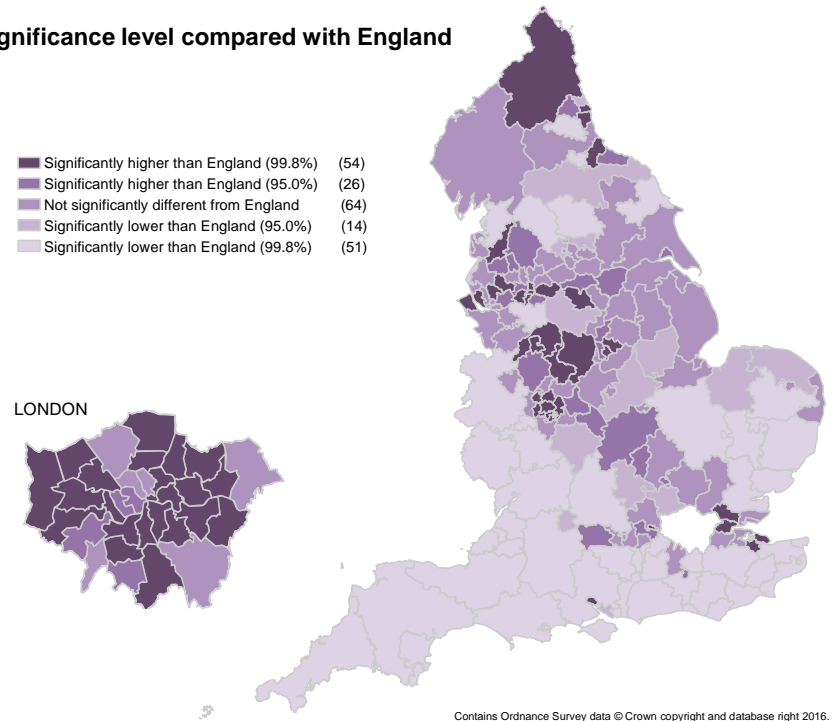 gnificance level compared with England
Significantly higher than England (99.8%) (54)
Significantly higher than England (95.0%) (26)
Not significantly different from England (64)
Significantly lower than England (95.0%) (14)
Significantly lower than England (99.8%) (51)
LONDON
Contains Ordnance Survey data © Crown copyright and database right 2016.